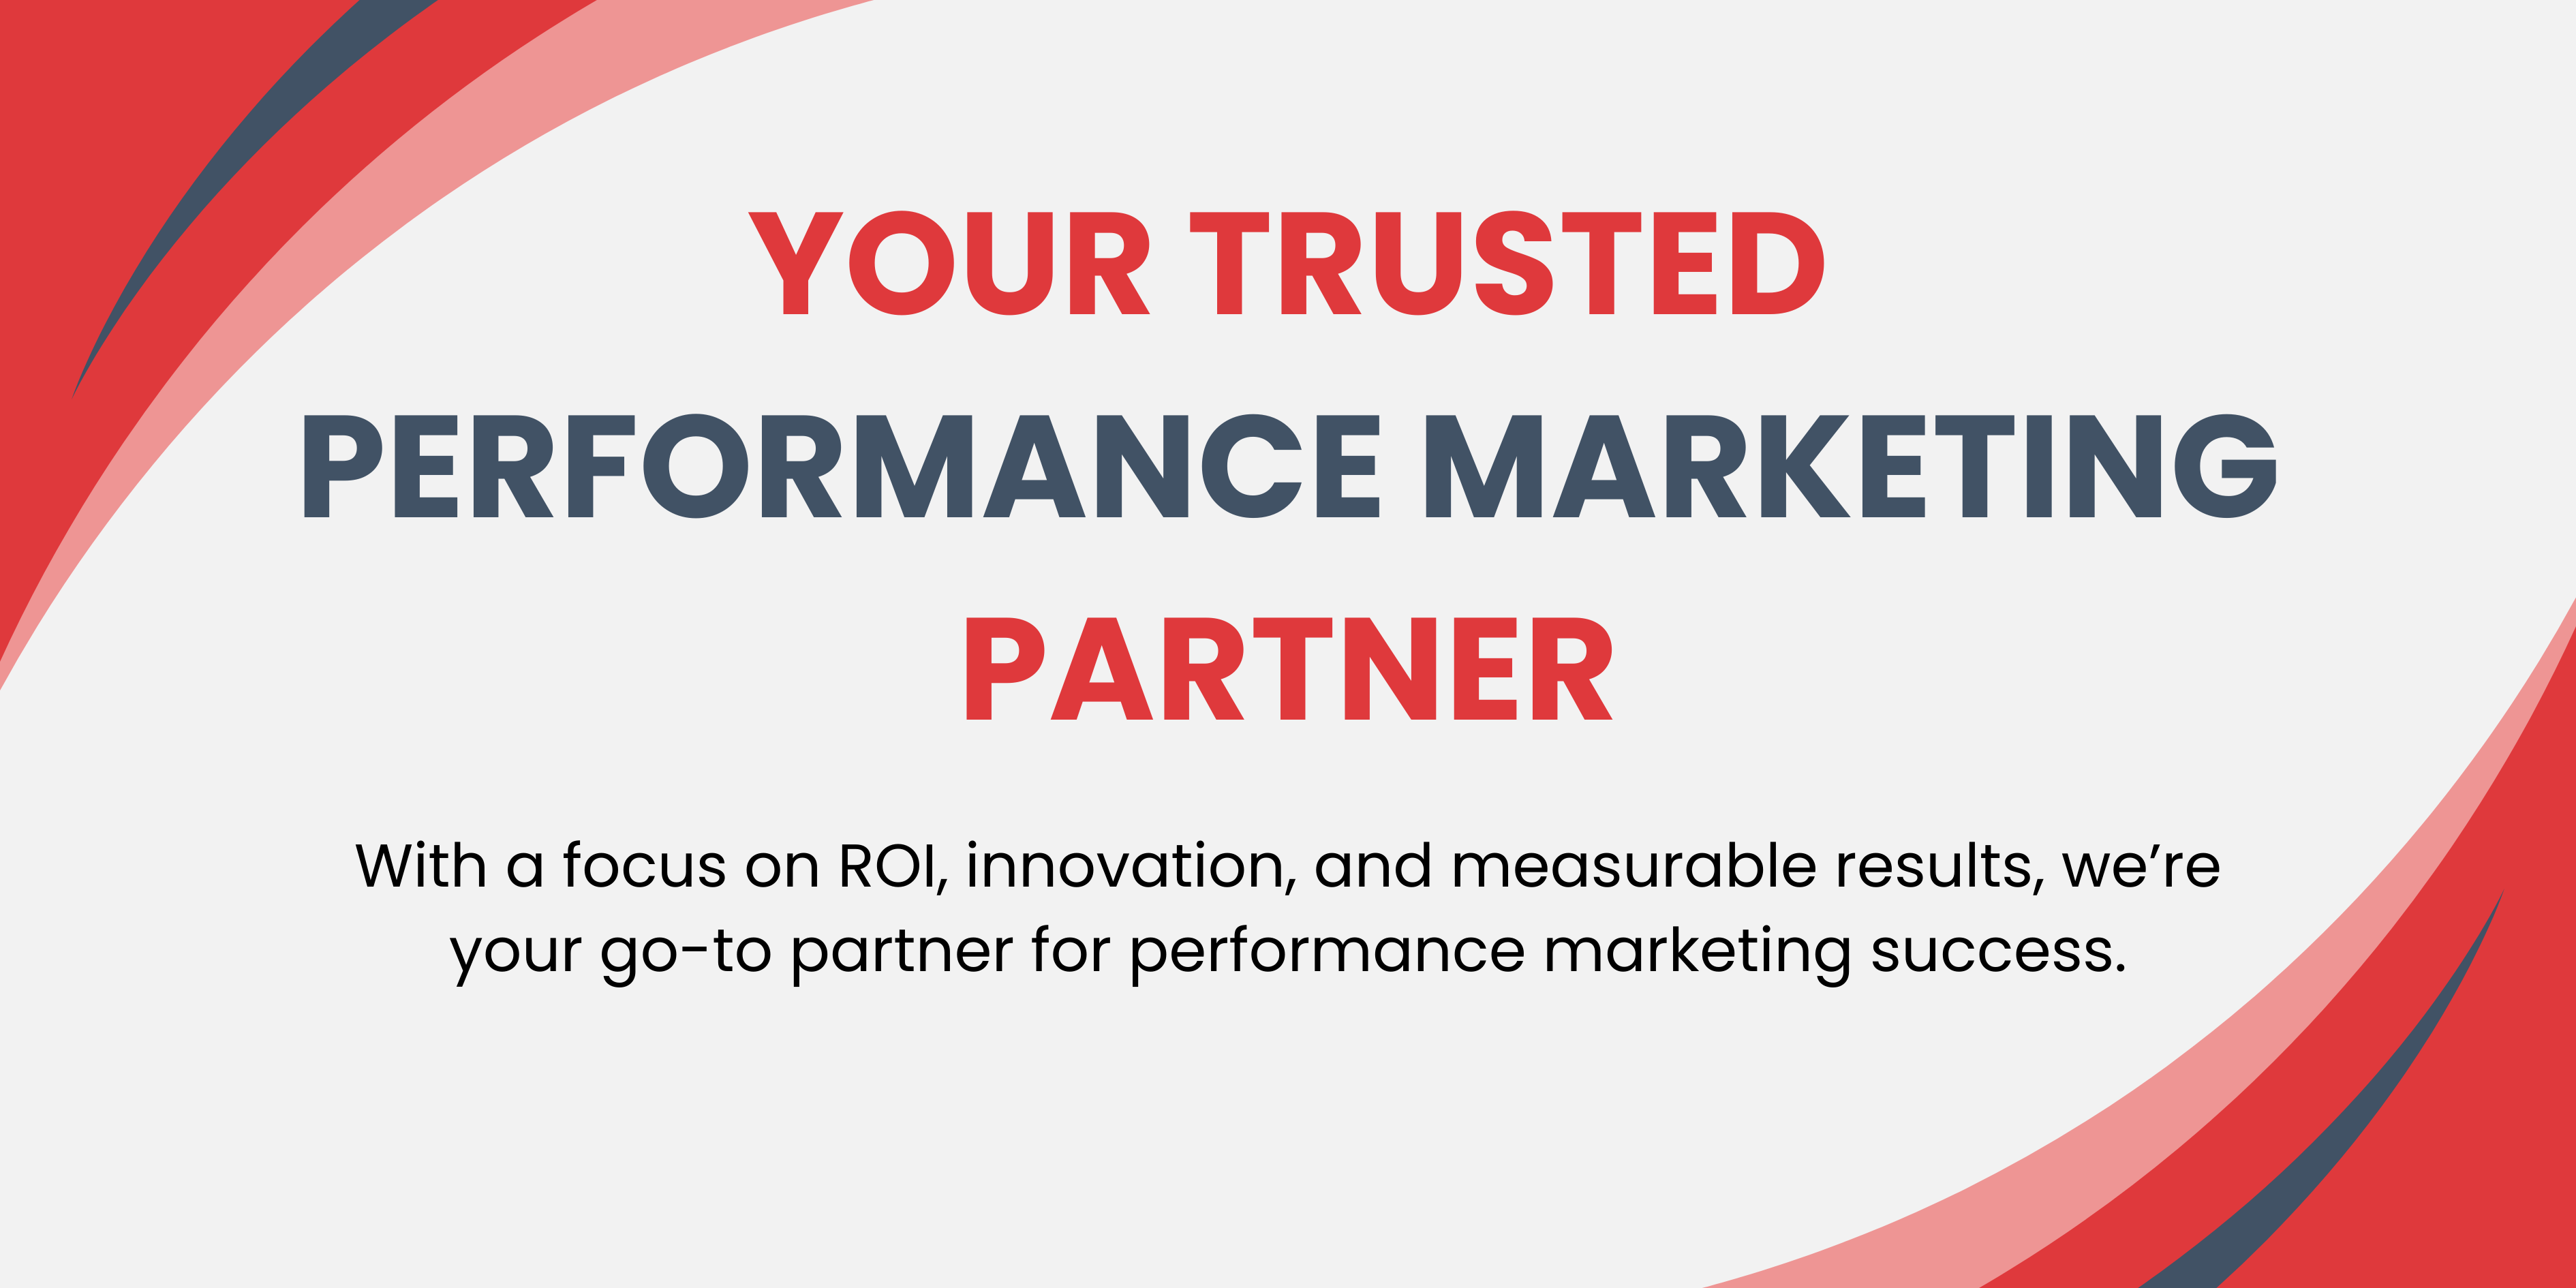 YOUR TRUSTED
PERFORMANCE MARKETING
PARTNER
With a focus on ROI, innovation, and measurable results, we’re
your go-to partner for performance marketing success.